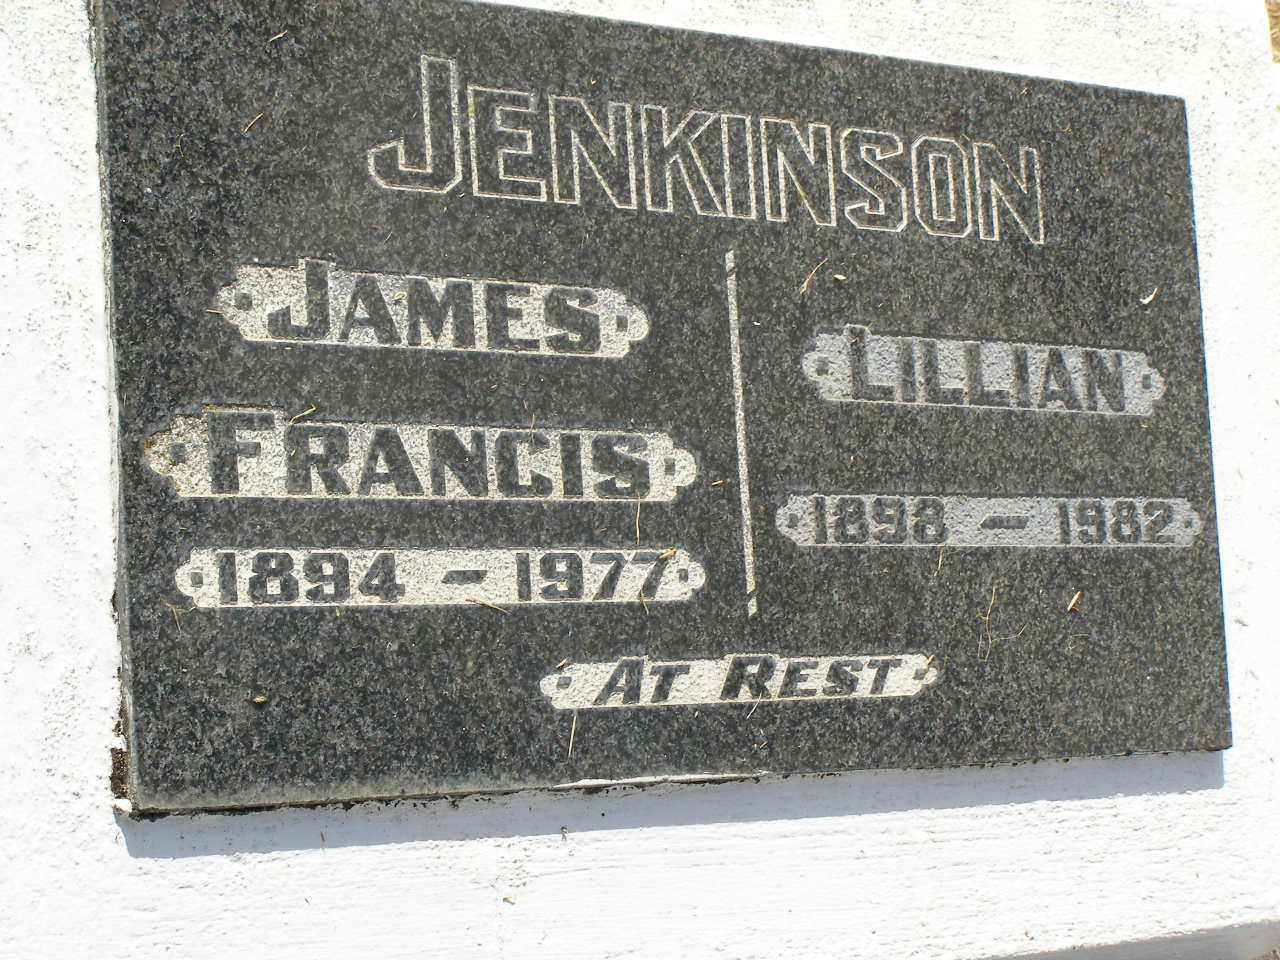 JENKINSON
JAMES
FRANCIS
1894 - 1977
LILLIAN
1898 - 1982
AT REST